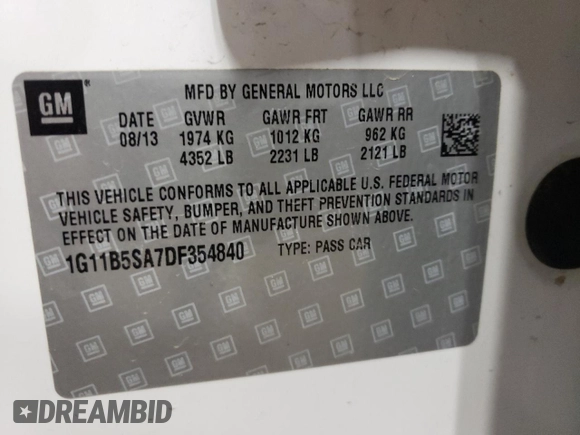 GM
MFD BY GENERAL MOTORS LLC
DATE GVWR GAWR FRT GAWR RR
08/13 1974 KG 1012 KG 962 KG
4352 LB 2231 LB 2121 LB
THIS VEHICLE CONFORMS TO ALL APPLICABLE U.S. FEDERAL MOTOR
VEHICLE SAFETY, BUMPER, AND THEFT PREVENTION STANDARDS IN
EFFECT ON THE DATE OF MANUFACTURE SHOWN ABOVE.
1G11B5SA7DF354840 TYPE: PASS CAR
DREAMBID